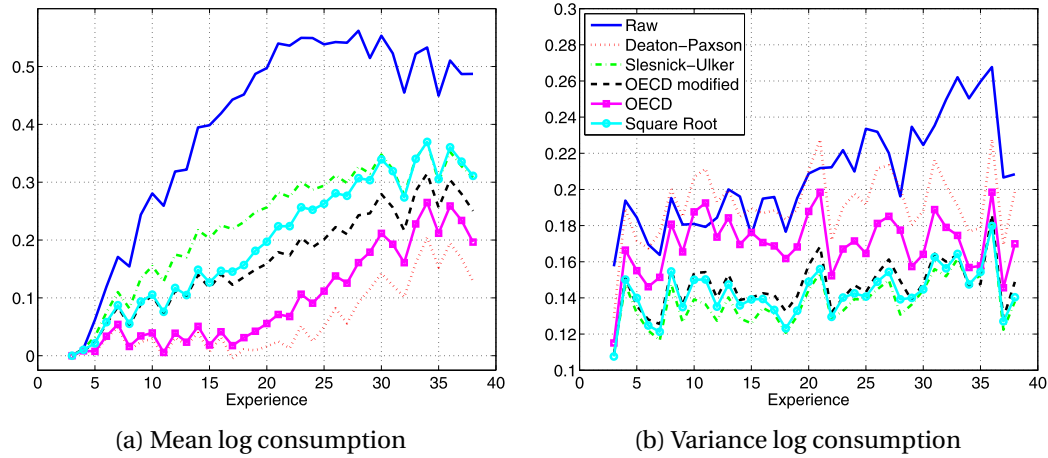 0.5
0.4
0.3
0.2
0.1
0
0 5 10 15 20 25 30 35 40
Experience
(a) Mean log consumption
0.3
0.28
0.26
0.24
0.22
0.2
0.18
0.16
0.14
0.12
0.1
Raw
Deaton−Paxson
Slesnick−Ulker
OECD modified
OECD
Square Root
0 5 10 15 20 25 30 35 40
Experience
(b) Variance log consumption